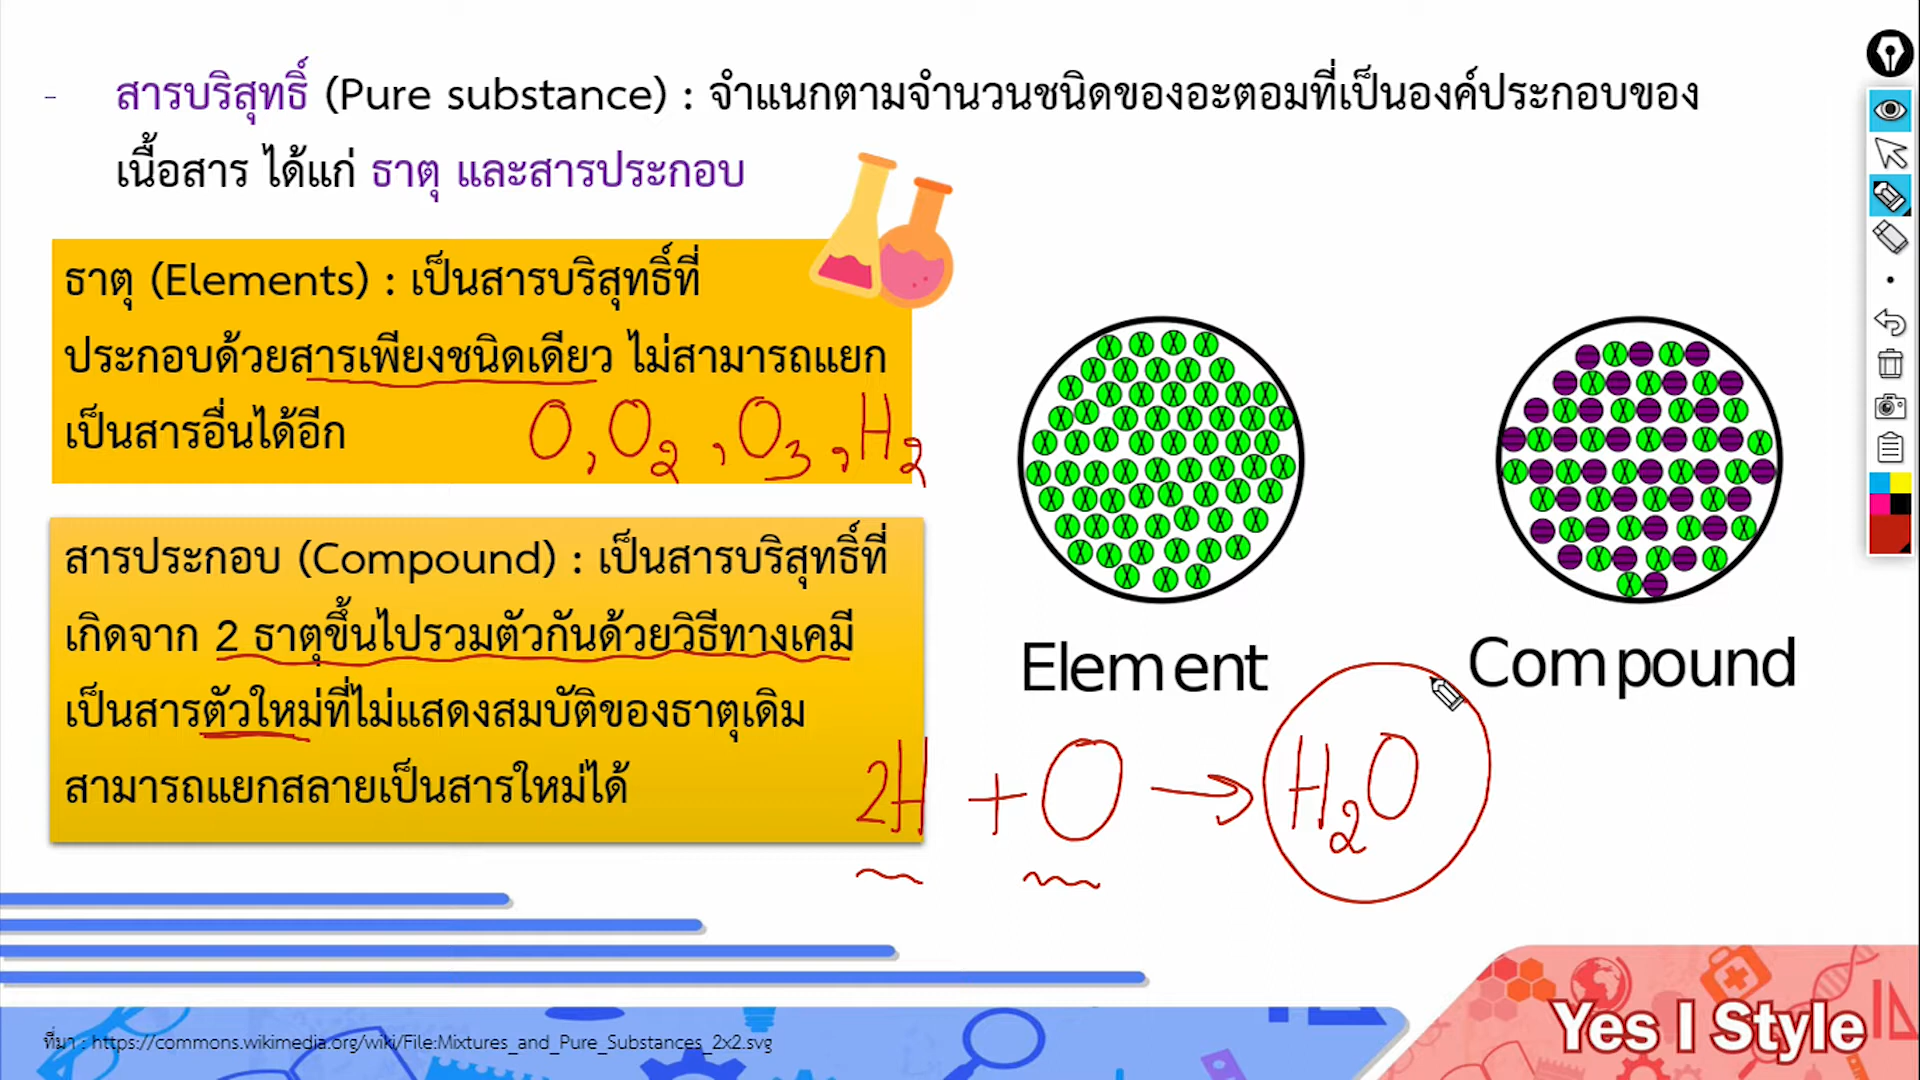 - สารบริสุทธิ์ (Pure substance) : จำแนกตามจำนวนชนิดของอะตอมที่เป็นองค์ประกอบของ
เนื้อสาร ได้แก่ ธาตุ และสารประกอบ
ธาตุ (Elements) : เป็นสารบริสุทธิ์ที่
ประกอบด้วยสารเพียงชนิดเดียว ไม่สามารถแยก
เป็นสารอื่นได้อีก
O, O₂, O₃, H₂
สารประกอบ (Compound) : เป็นสารบริสุทธิ์ที่
เกิดจาก 2 ธาตุขึ้นไปรวมตัวกันด้วยวิธีทางเคมี
เป็นสารตัวใหม่ที่ไม่แสดงสมบัติของธาตุเดิม
สามารถแยกสลายเป็นสารใหม่ได้
Element
Compound
2H + O → H₂O
ที่มา : https://commons.wikimedia.org/wiki/File:Mixtures_and_Pure_Substances_2x2.svg
Yes I Style